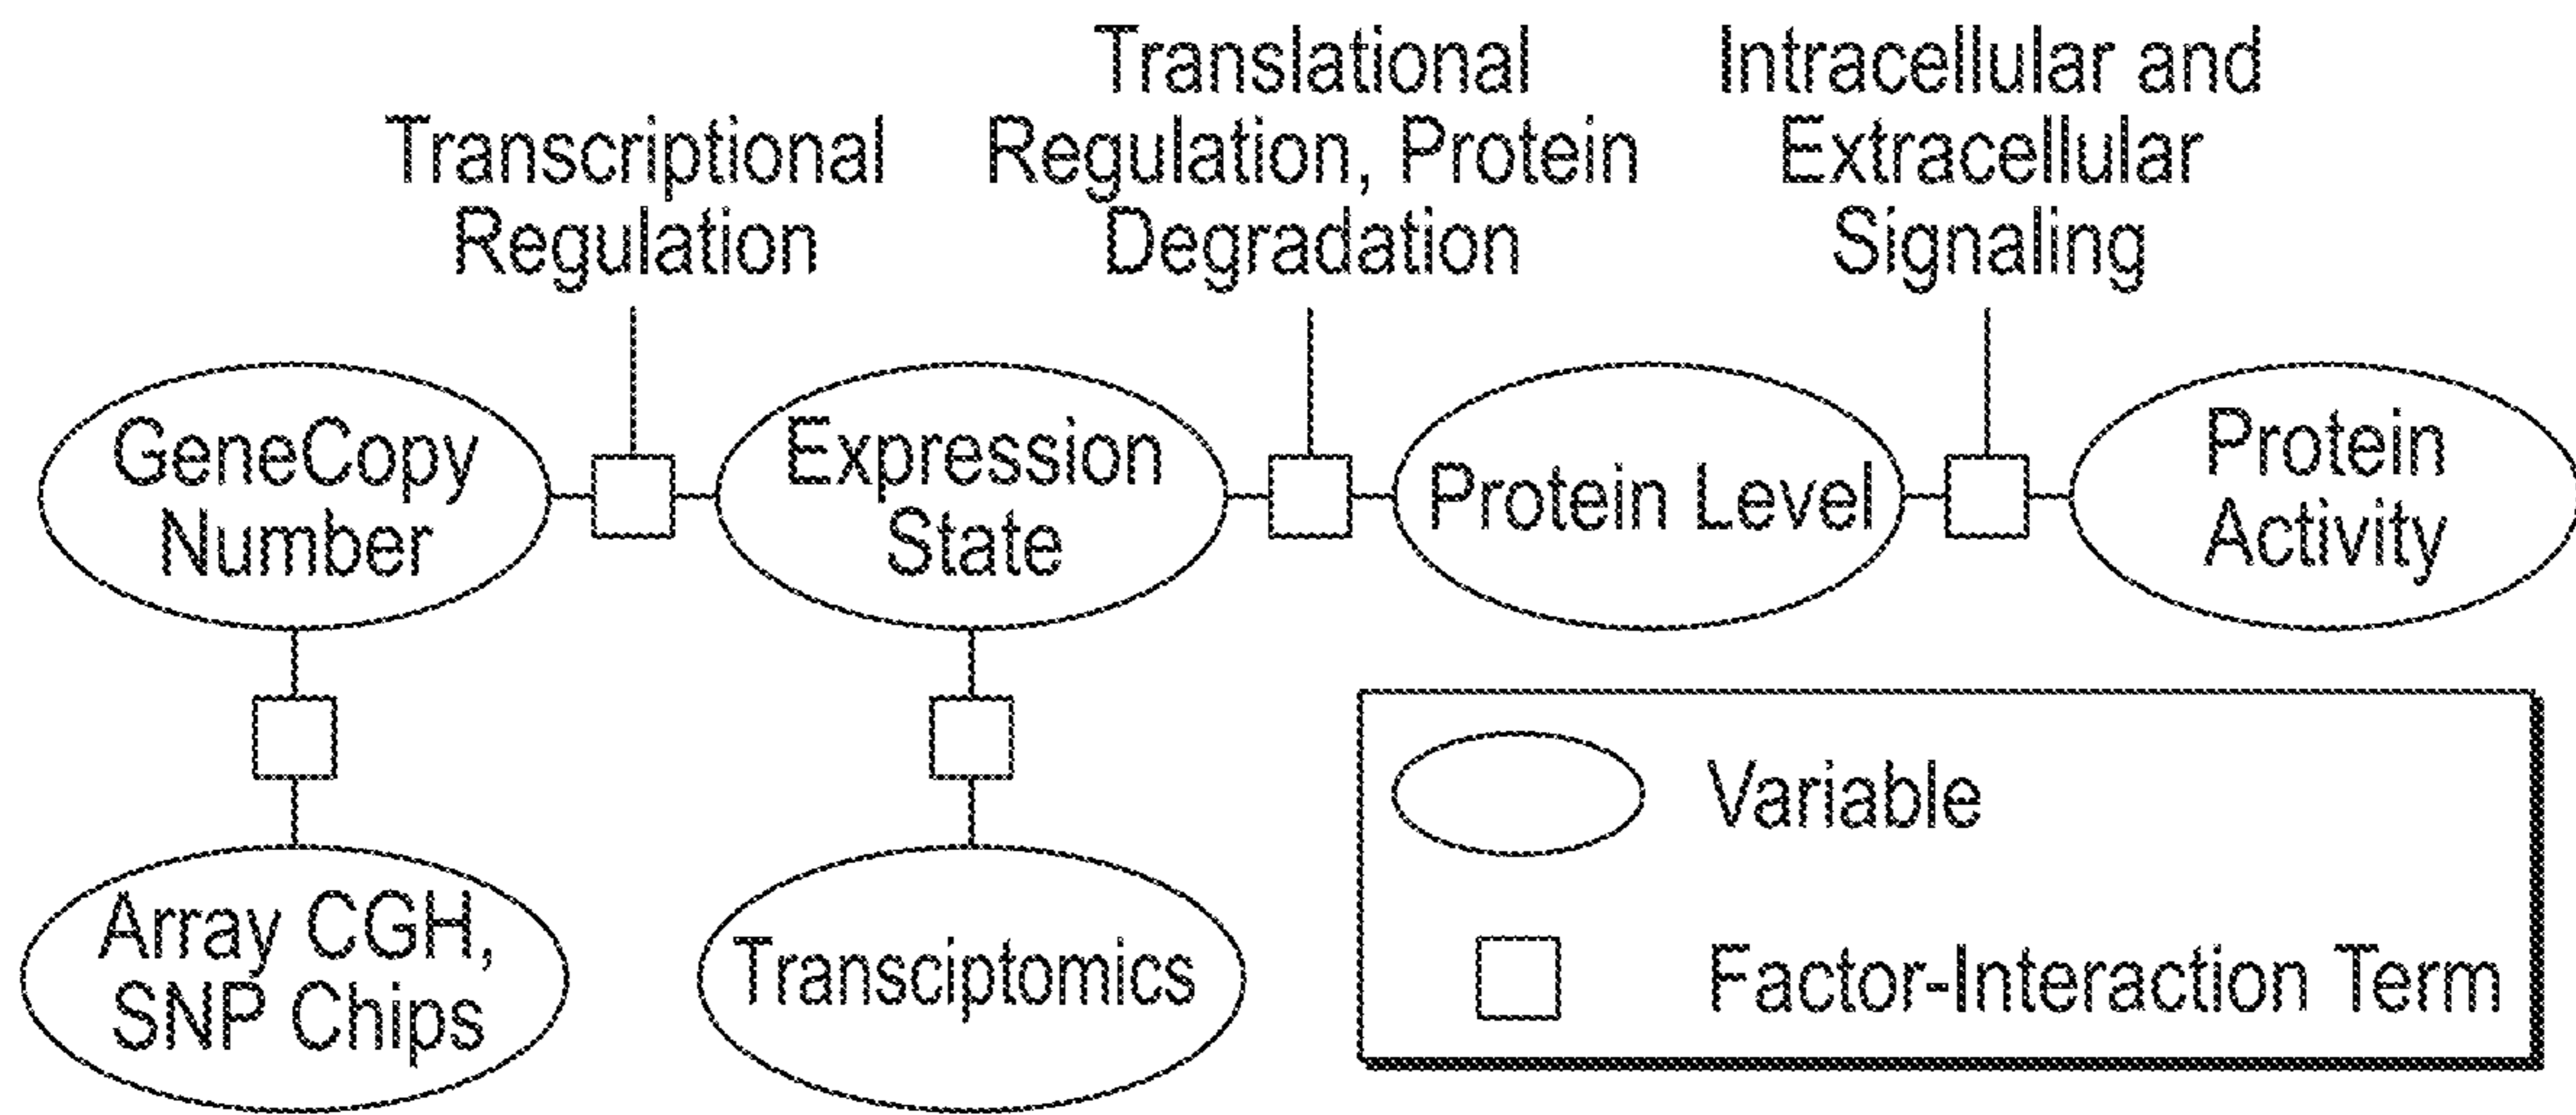 Transcriptional
Regulation
Translational
Regulation, Protein
Degradation
Intracellular and
Extracellular
Signaling
GeneCopy
Number
Expression
State
Protein Level
Protein
Activity
Array CGH,
SNP Chips
Transciptomics
Variable
Factor-Interaction Term